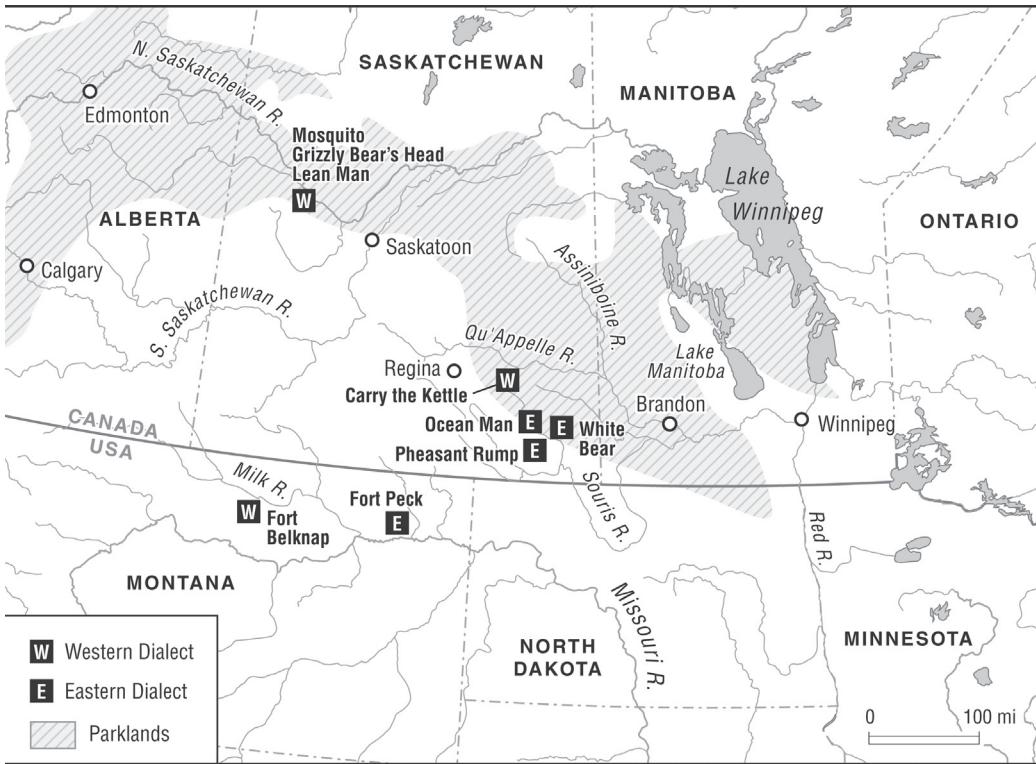 SASKATCHEWAN
MANITOBA
N. Saskatchewan R.
Edmonton
Mosquito
Grizzly Bear's Head
Lean Man
W
Lake
Winnipeg
ALBERTA
ONTARIO
Saskatoon
Calgary
Assiniboine R.
S. Saskatchewan R.
Qu'Appelle R.
Lake
Manitoba
Regina
W
Carry the Kettle
Brandon
Ocean Man
E
E
White
Bear
Winnipeg
Pheasant Rump
E
CANADA
USA
Milk R.
Souris R.
Fort Peck
E
W
Fort
Belknap
Red R.
MONTANA
Missouri R.
NORTH
DAKOTA
MINNESOTA
W Western Dialect
E Eastern Dialect
Parklands
0 100 mi